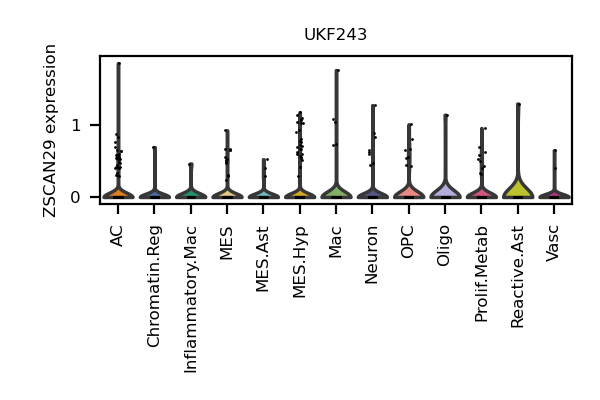 UKF243
ZSCAN29 expression
1
0
AC
Chromatin.Reg
Inflammatory.Mac
MES
MES.Ast
MES.Hyp
Mac
Neuron
OPC
Oligo
Prolif.Metab
Reactive.Ast
Vasc